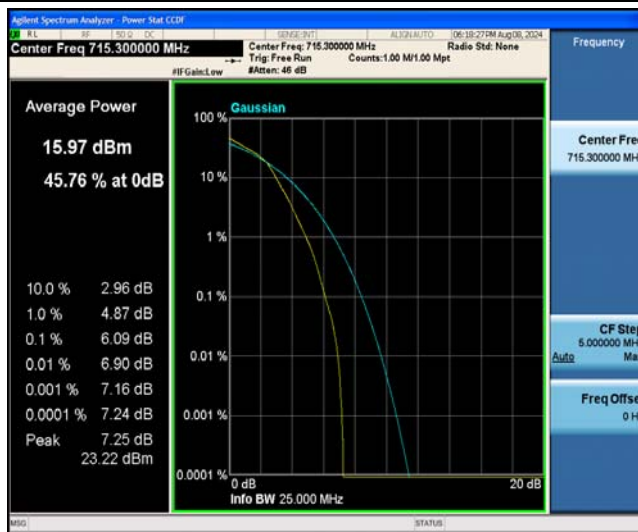 Agilent Spectrum Analyzer - Power Stat CCDF
RL RF 50 Ω DC SENSE:INT ALIGN AUTO 06:18:27 PM Aug 08, 2024
Center Freq 715.300000 MHz
Center Freq: 715.300000 MHz Radio Std: None
Trig: Free Run Counts:1.00 M/1.00 Mpt
#IFGain:Low #Atten: 46 dB
Frequency
Average Power
15.97 dBm
45.76 % at 0dB
10.0 % 2.96 dB
1.0 % 4.87 dB
0.1 % 6.09 dB
0.01 % 6.90 dB
0.001 % 7.16 dB
0.0001 % 7.24 dB
Peak 7.25 dB
23.22 dBm
Gaussian
100 %
10 %
1 %
0.1 %
0.01 %
0.001 %
0.0001 %
0 dB 20 dB
Info BW 25.000 MHz
Center Fre
715.300000 MH
CF Ste
5.000000 MH
Auto Ma
Freq Offse
0 H
MSG STATUS